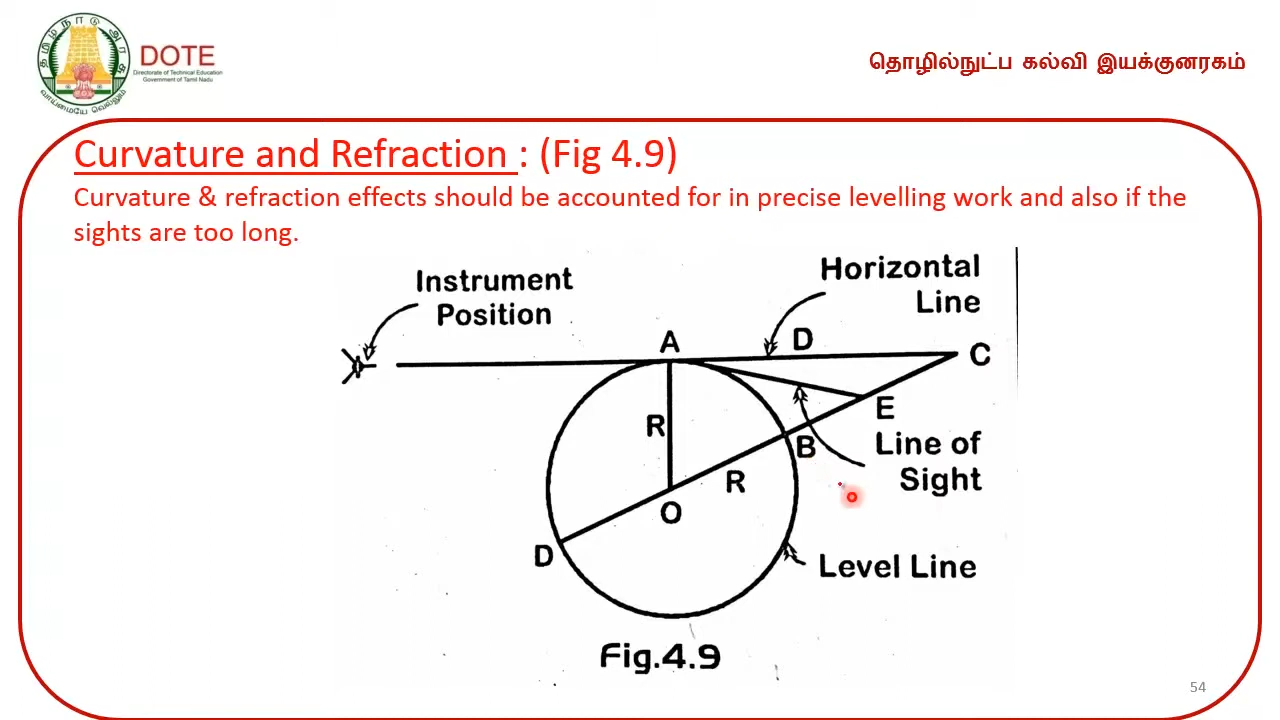 தமிழ்நாடு அரசு
வாய்மையே வெல்லும்
DOTE
Directorate of Technical Education
Government of Tamil Nadu
தொழில்நுட்ப கல்வி இயக்குனரகம்
Curvature and Refraction : (Fig 4.9)
Curvature & refraction effects should be accounted for in precise levelling work and also if the
sights are too long.
Instrument
Position
Horizontal
Line
A
D
C
R
E
B
Line of
Sight
R
O
D
Level Line
Fig.4.9
54